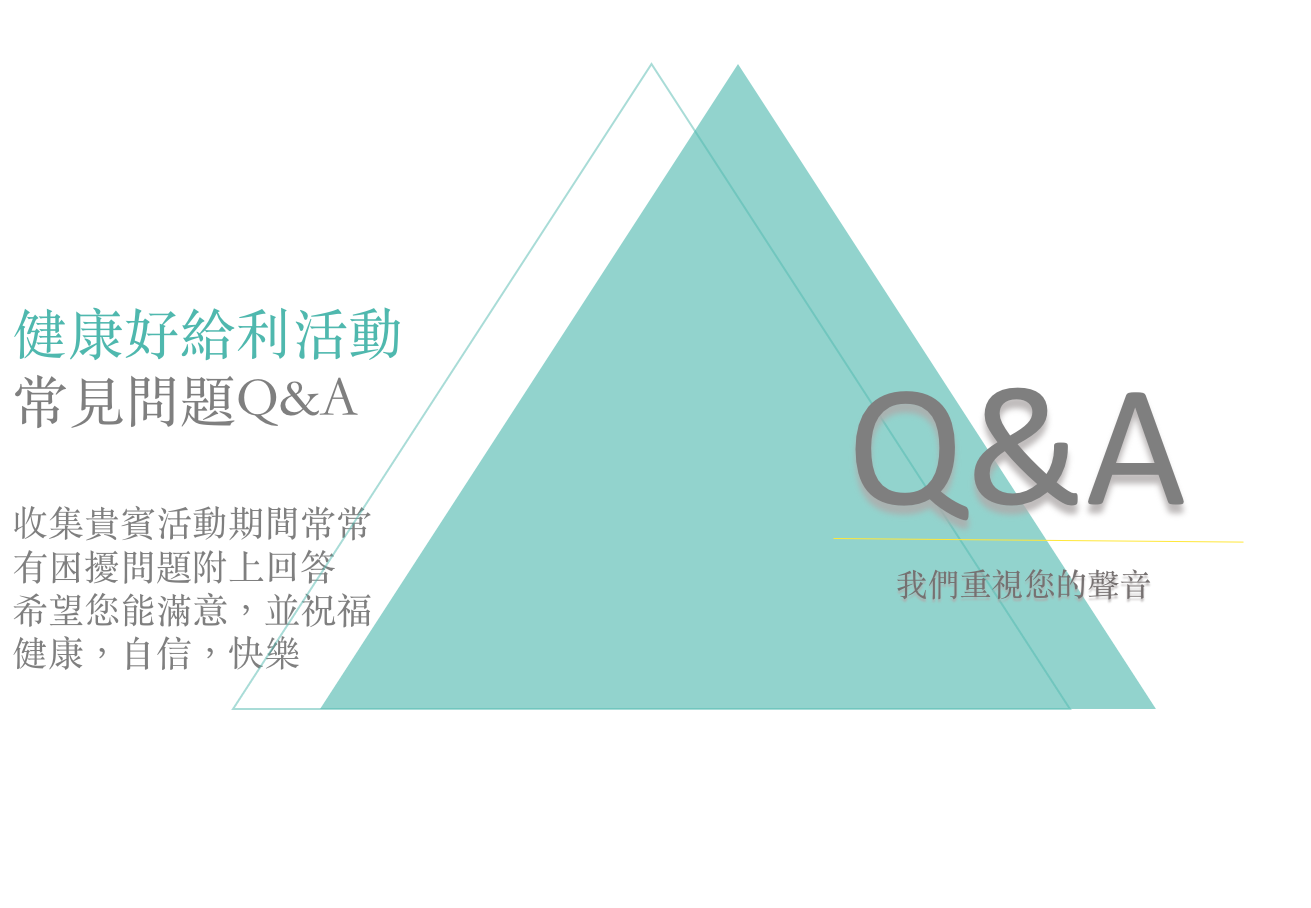 健康好給利活動
常見問題Q&A
收集貴賓活動期間常常
有困擾問題附上回答
希望您能滿意，並祝福
健康，自信，快樂
Q&A
我們重視您的聲音